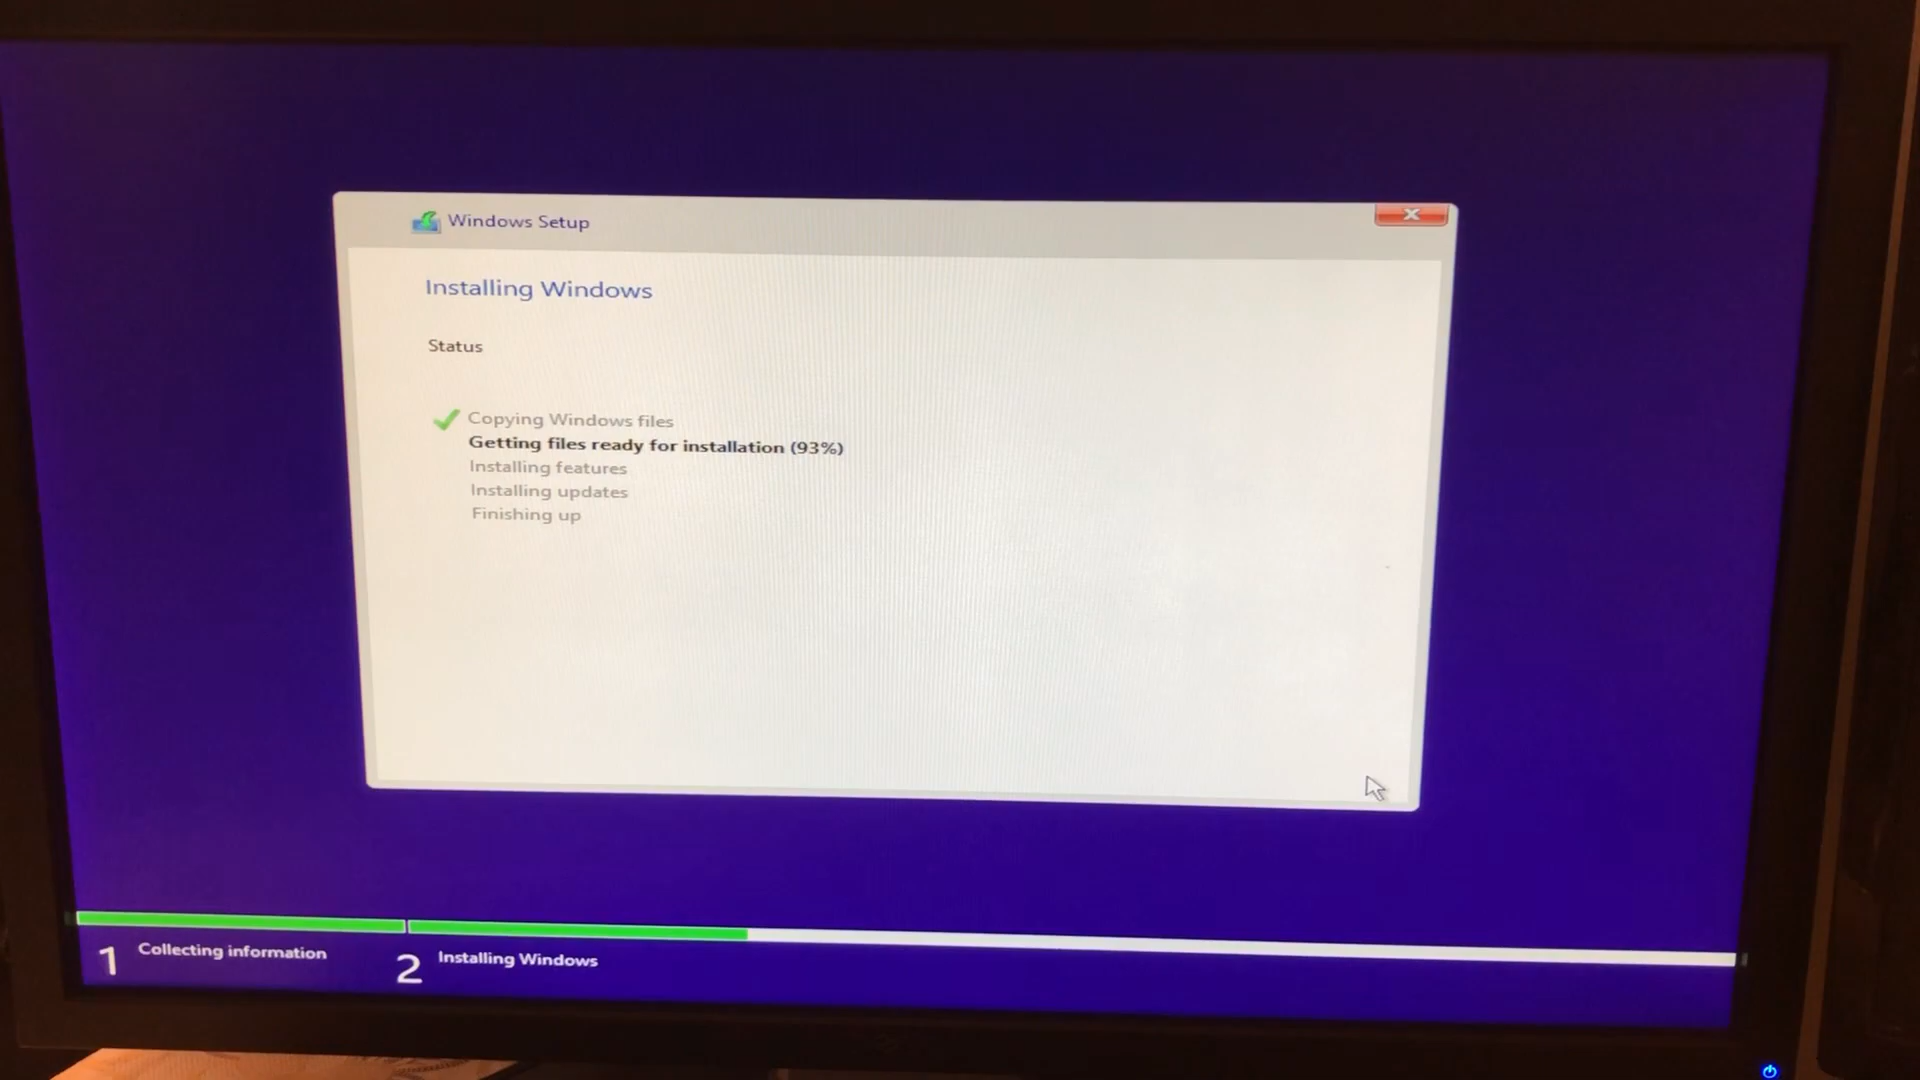 Windows Setup
Installing Windows
Status
Copying Windows files
Getting files ready for installation (93%)
Installing features
Installing updates
Finishing up
1 Collecting information
2 Installing Windows